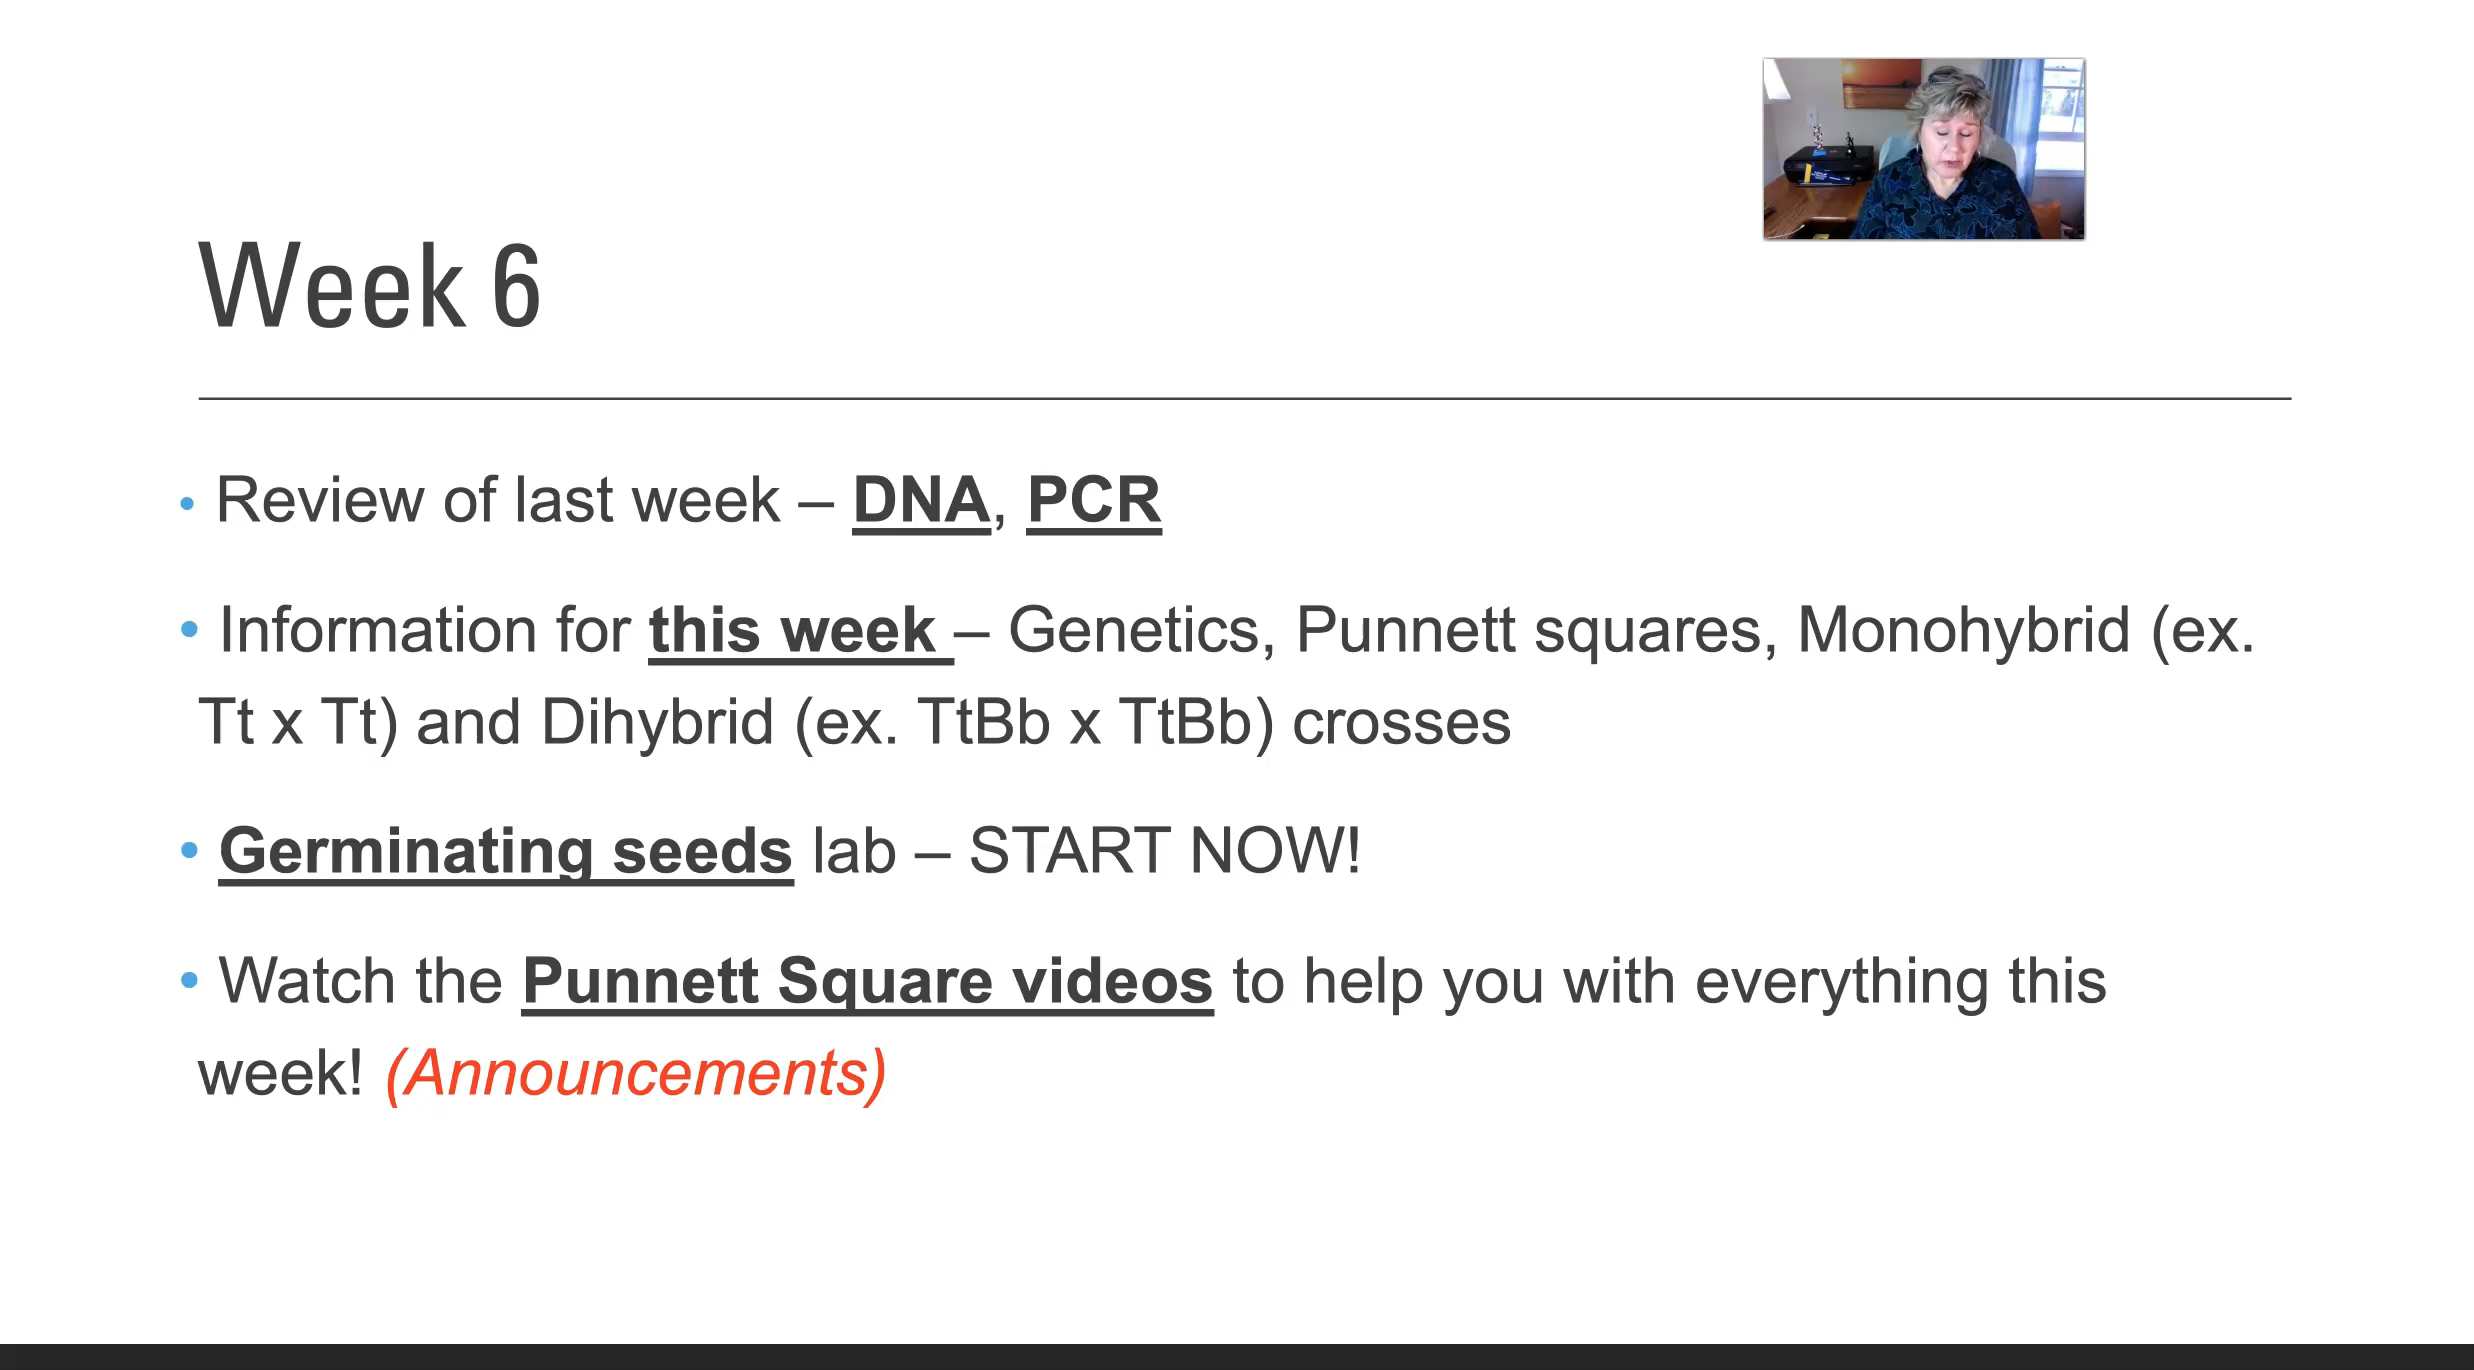 Week 6
• Review of last week – DNA, PCR
• Information for this week – Genetics, Punnett squares, Monohybrid (ex.
Tt x Tt) and Dihybrid (ex. TtBb x TtBb) crosses
• Germinating seeds lab – START NOW!
• Watch the Punnett Square videos to help you with everything this
week! (Announcements)